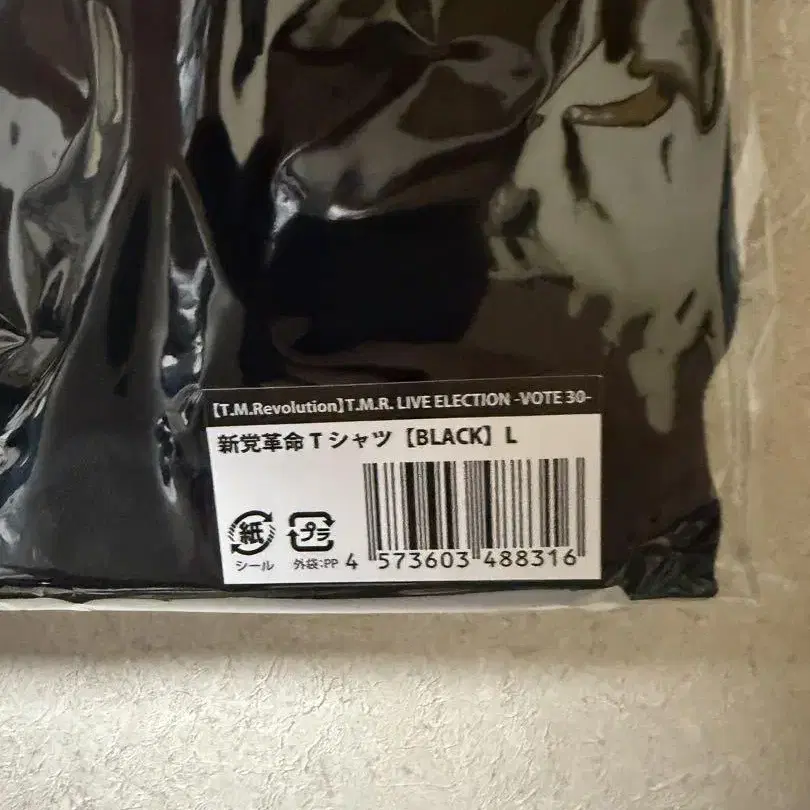 【T.M.Revolution】T.M.R. LIVE ELECTION -VOTE 30-
新党革命Tシャツ【BLACK】L
紙
プラ
シール
外袋:PP
4 573603 488316